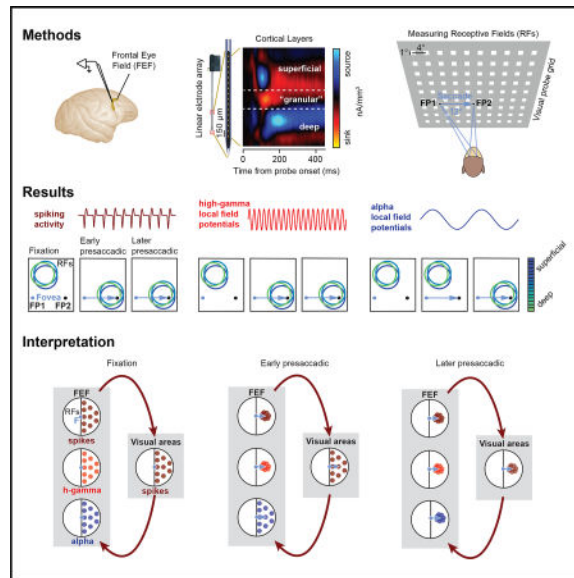 Methods
Frontal Eye
Field (FEF)
Linear elctrode array
150 µm
Cortical Layers
superficial
"granular"
deep
0 200 400
Time from probe onset (ms)
source
nA/mm³
sink
Measuring Receptive Fields (RFs)
1° 4°
Saccade
FP1 FP2
Visual probe grid
Results
spiking
activity
high-gamma
local field
potentials
alpha
local field
potentials
Fixation
Early
presaccadic
Later
presaccadic
RFs
Fovea
FP1 FP2
superficial
deep
Interpretation
Fixation
Early presaccadic
Later presaccadic
FEF
RFs
F
spikes
h-gamma
alpha
Visual areas
spikes
FEF
Visual areas
FEF
Visual areas